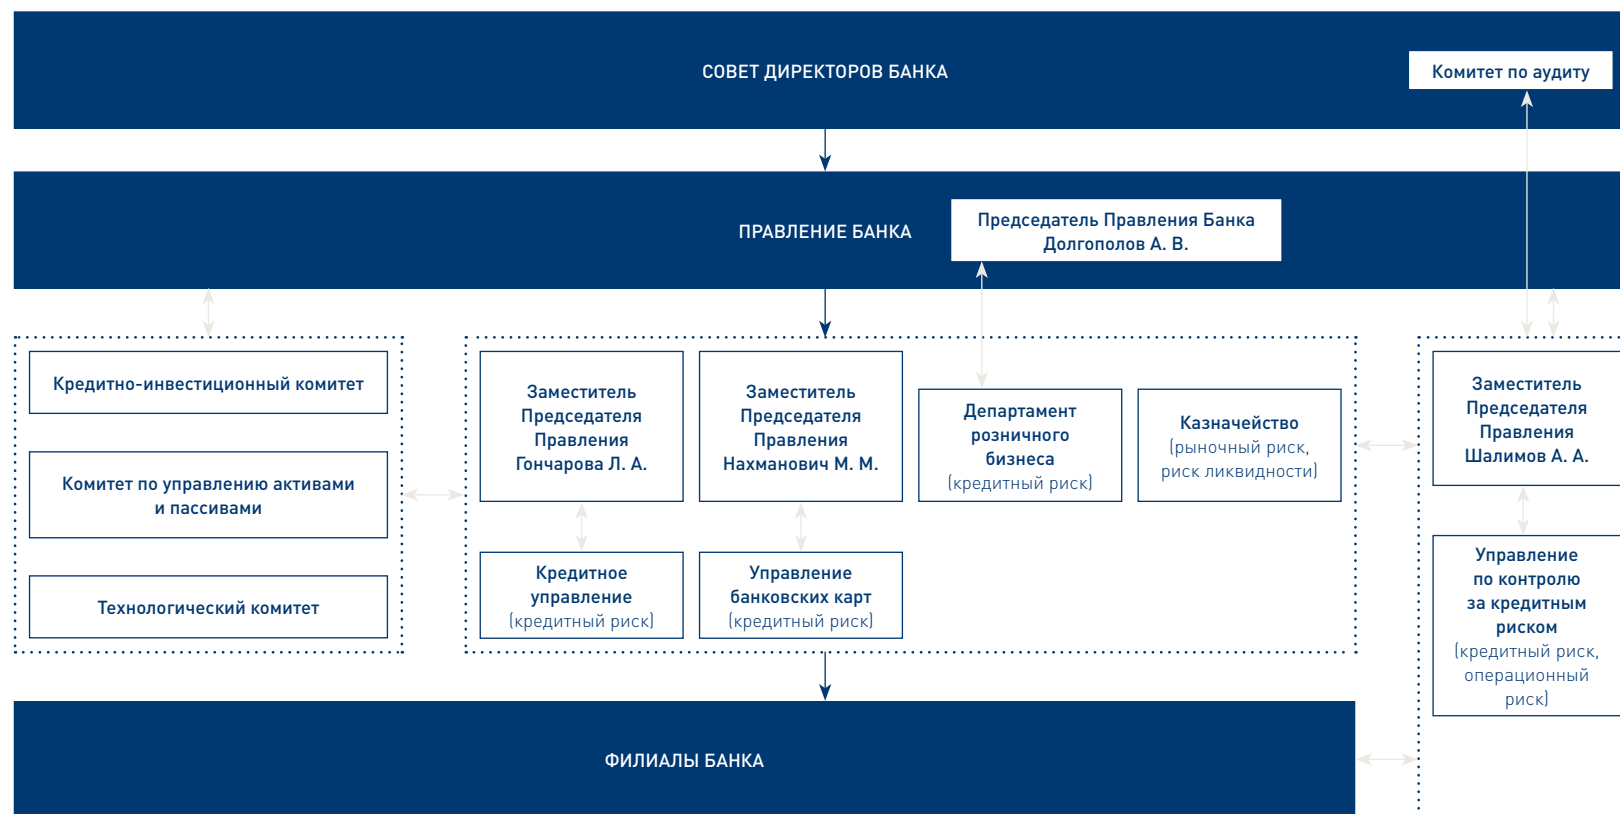 СОВЕТ ДИРЕКТОРОВ БАНКА
Комитет по аудиту
ПРАВЛЕНИЕ БАНКА
Председатель Правления Банка
Долгополов А. В.
Кредитно-инвестиционный комитет
Комитет по управлению активами
и пассивами
Технологический комитет
Заместитель
Председателя
Правления
Гончарова Л. А.
Кредитное
управление
(кредитный риск)
Заместитель
Председателя
Правления
Нахманович М. М.
Управление
банковских карт
(кредитный риск)
Департамент
розничного
бизнеса
(кредитный риск)
Казначейство
(рыночный риск,
риск ликвидности)
Заместитель
Председателя
Правления
Шалимов А. А.
Управление
по контролю
за кредитным
риском
(кредитный риск,
операционный
риск)
ФИЛИАЛЫ БАНКА